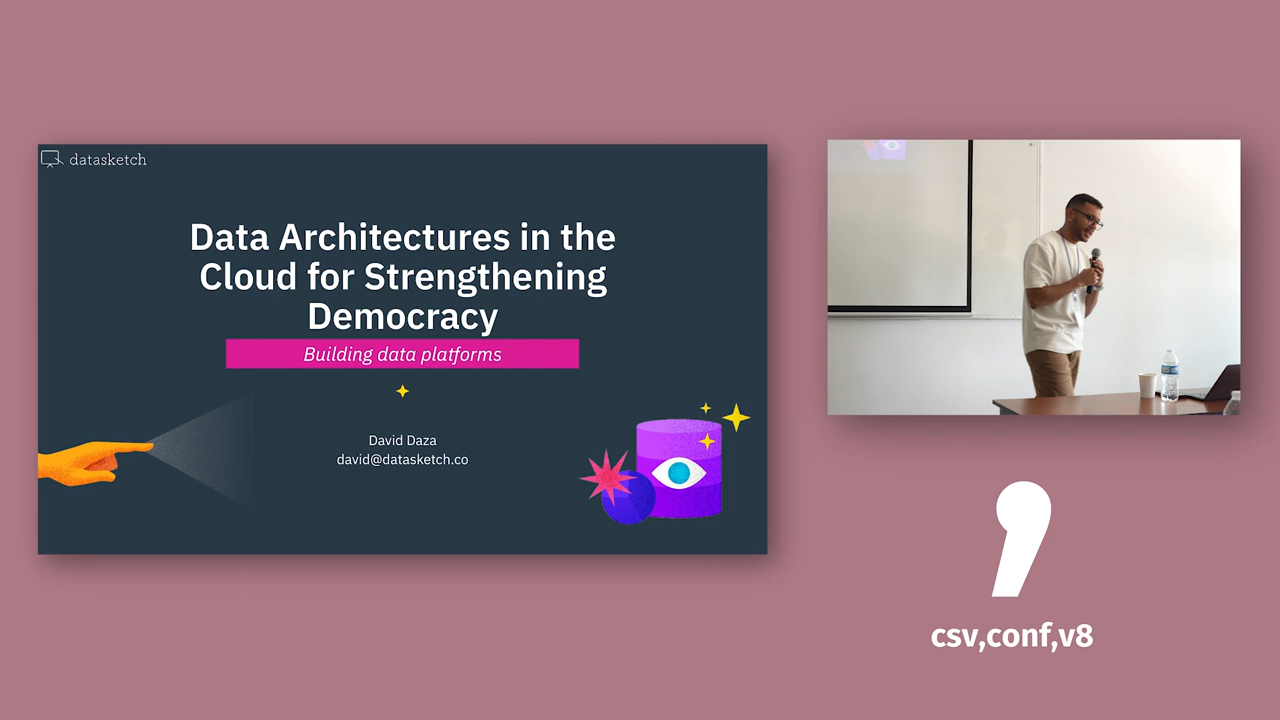 datasketch
Data Architectures in the
Cloud for Strengthening
Democracy
Building data platforms
David Daza
david@datasketch.co
csv,conf,v8